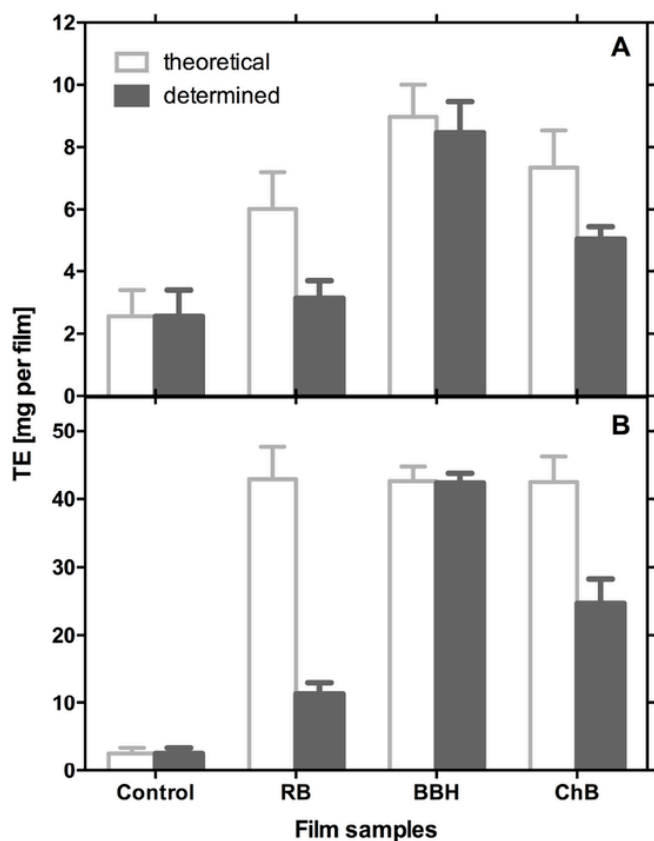 A
theoretical
determined
12
10
8
6
4
2
0
B
50
40
30
20
10
0
TE [mg per film]
Control RB BBH ChB
Film samples